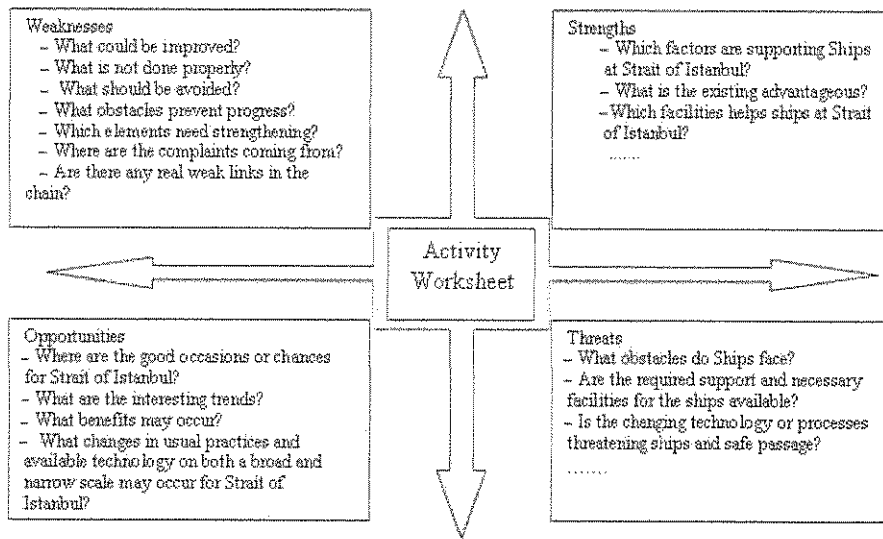 Weaknesses
– What could be improved?
– What is not done properly?
– What should be avoided?
– What obstacles prevent progress?
– Which elements need strengthening?
– Where are the complaints coming from?
– Are there any real weak links in the
chain?
Strengths
– Which factors are supporting Ships
at Strait of Istanbul?
– What is the existing advantageous?
– Which facilities helps ships at Strait
of Istanbul?
......
Activity
Worksheet
Opportunities
– Where are the good occasions or chances
for Strait of Istanbul?
– What are the interesting trends?
– What benefits may occur?
– What changes in usual practices and
available technology on both a broad and
narrow scale may occur for Strait of
Istanbul?
Threats
– What obstacles do Ships face?
– Are the required support and necessary
facilities for the ships available?
– Is the changing technology or processes
threatening ships and safe passage?
.......